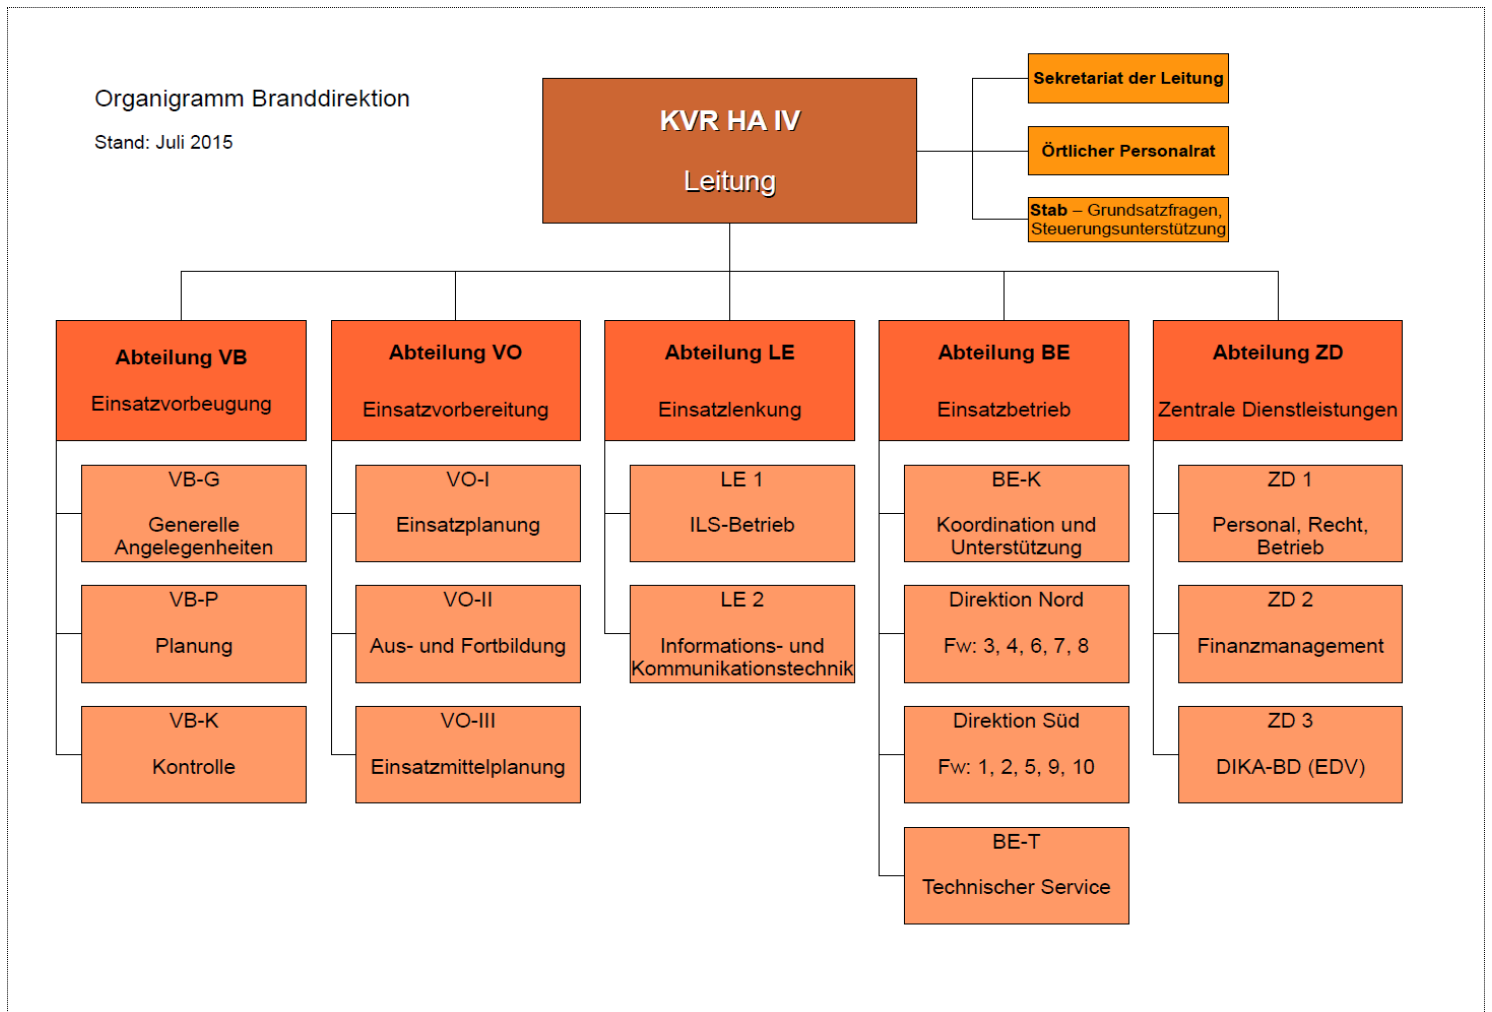 Organigramm Branddirektion
Stand: Juli 2015
KVR HA IV
Leitung
Sekretariat der Leitung
Örtlicher Personalrat
Stab – Grundsatzfragen,
Steuerungsunterstützung
Abteilung VB
Einsatzvorbeugung
VB-G
Generelle
Angelegenheiten
VB-P
Planung
VB-K
Kontrolle
Abteilung VO
Einsatzvorbereitung
VO-I
Einsatzplanung
VO-II
Aus- und Fortbildung
VO-III
Einsatzmittelplanung
Abteilung LE
Einsatzlenkung
LE 1
ILS-Betrieb
LE 2
Informations- und
Kommunikationstechnik
Abteilung BE
Einsatzbetrieb
BE-K
Koordination und
Unterstützung
Direktion Nord
Fw: 3, 4, 6, 7, 8
Direktion Süd
Fw: 1, 2, 5, 9, 10
BE-T
Technischer Service
Abteilung ZD
Zentrale Dienstleistungen
ZD 1
Personal, Recht,
Betrieb
ZD 2
Finanzmanagement
ZD 3
DIKA-BD (EDV)